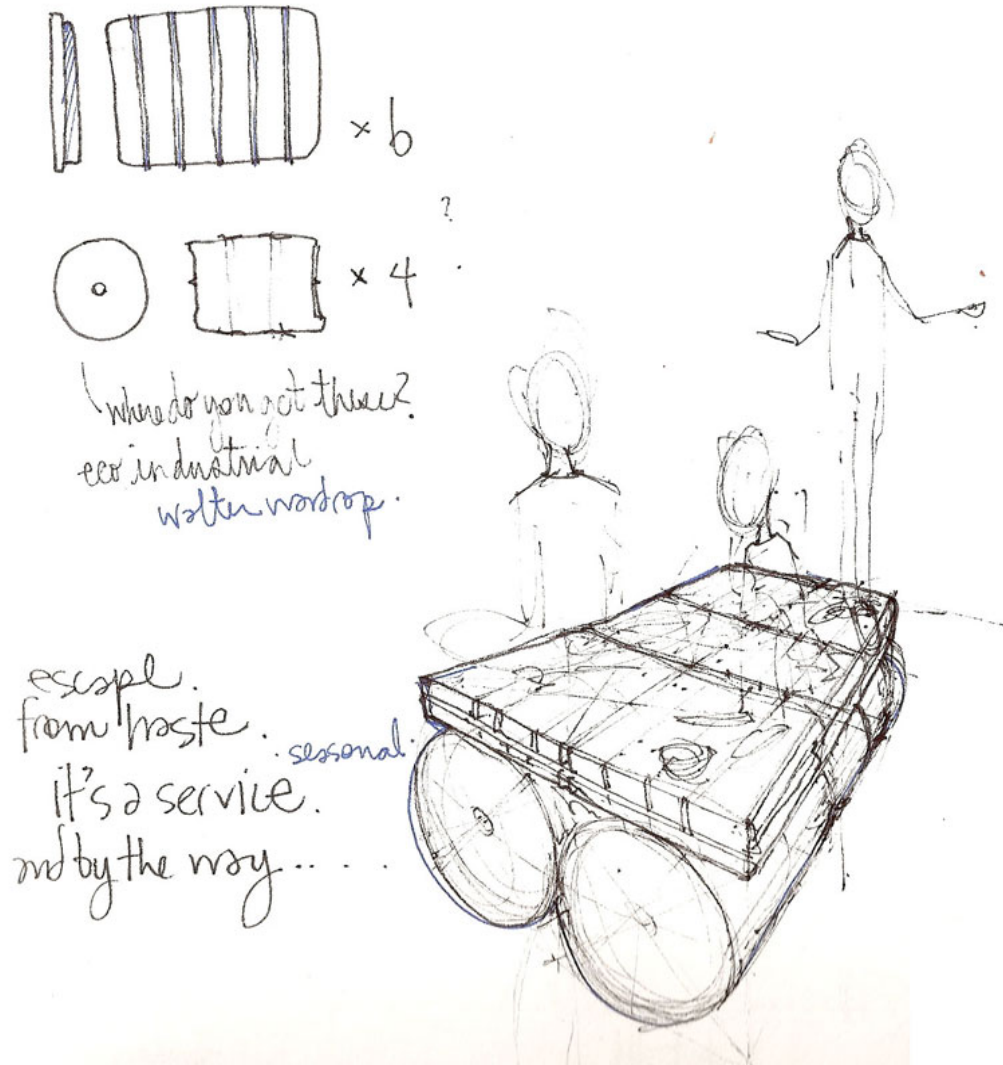 × 6
?
× 4
where do you get these?
eco industrial
walter wardrop.
escape.
from waste.
. seasonal.
it's a service.
and by the way.....